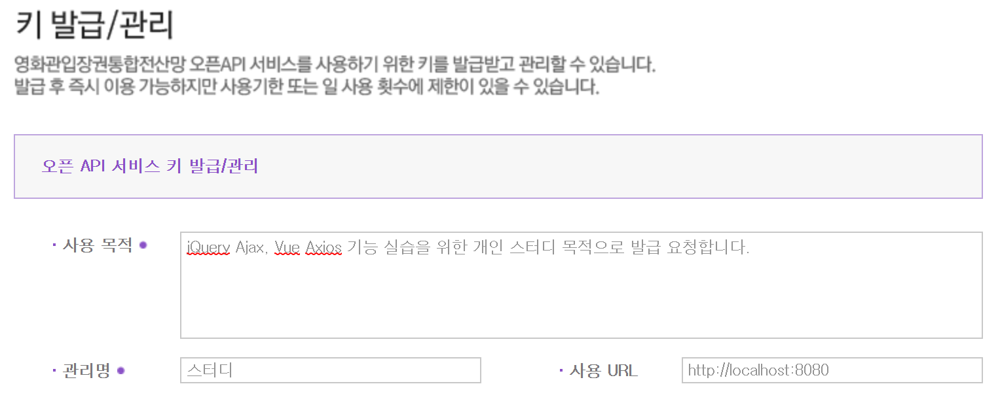 키 발급/관리
영화관입장권통합전산망 오픈API 서비스를 사용하기 위한 키를 발급받고 관리할 수 있습니다.
발급 후 즉시 이용 가능하지만 사용기한 또는 일 사용 횟수에 제한이 있을 수 있습니다.
오픈 API 서비스 키 발급/관리
· 사용 목적 ● jQuery Ajax, Vue Axios 기능 실습을 위한 개인 스터디 목적으로 발급 요청합니다.
· 관리명 ● 스터디 · 사용 URL http://localhost:8080